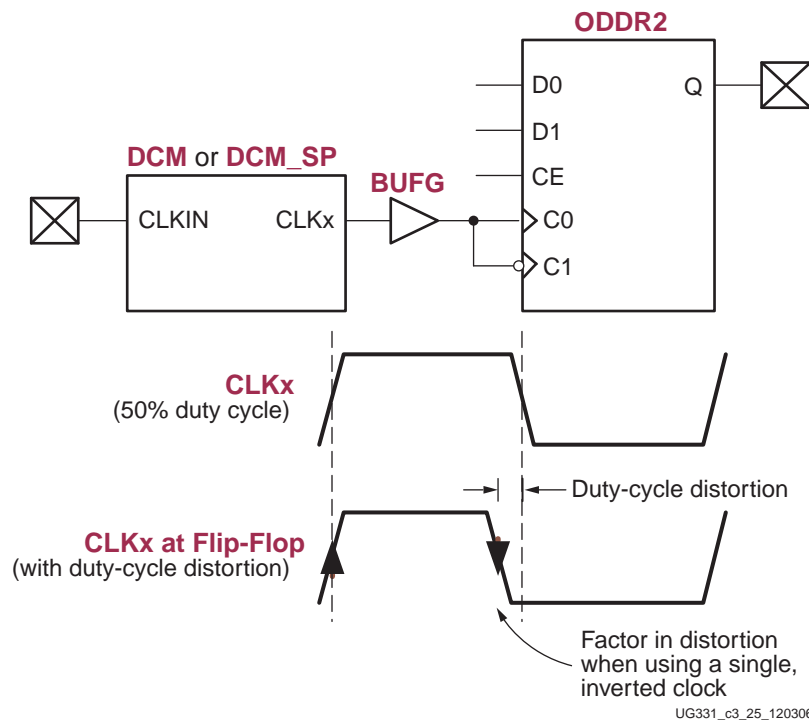 ODDR2
D0
Q
D1
DCM or DCM_SP
BUFG
CE
CLKIN
CLKx
C0
C1
CLKx
(50% duty cycle)
Duty-cycle distortion
CLKx at Flip-Flop
(with duty-cycle distortion)
Factor in distortion
when using a single,
inverted clock
UG331_c3_25_120306